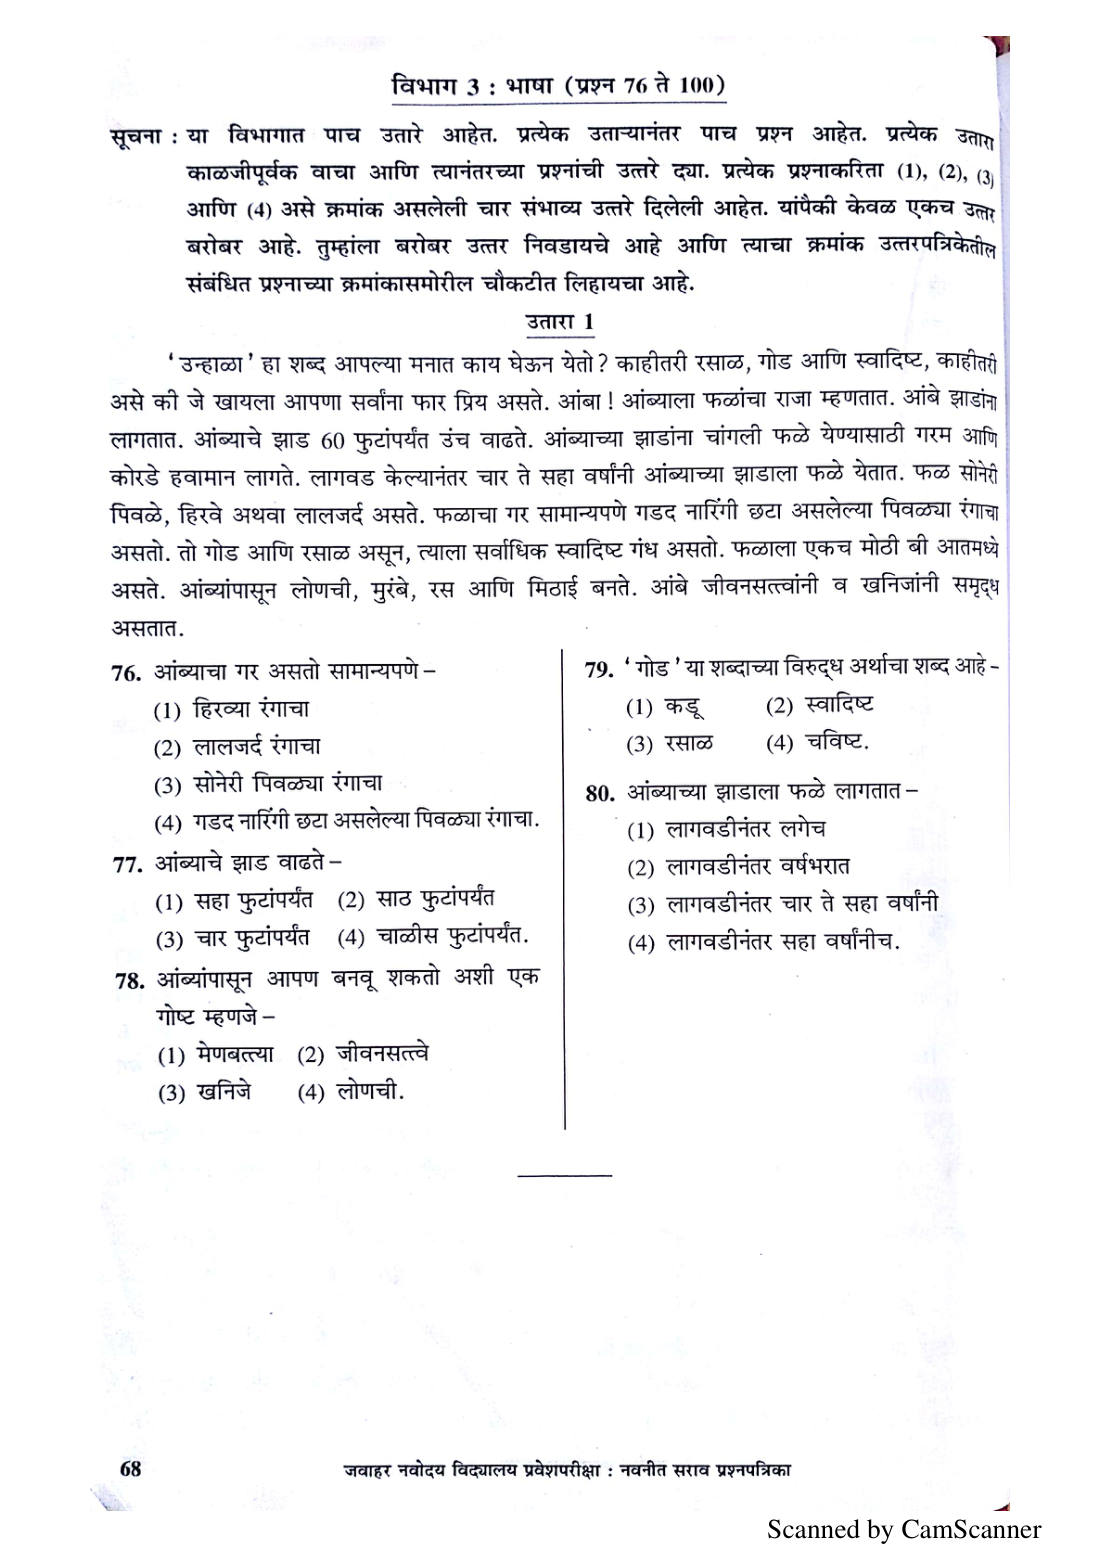 विभाग 3 : भाषा (प्रश्न 76 ते 100)
सूचना : या विभागात पाच उतारे आहेत. प्रत्येक उताऱ्यानंतर पाच प्रश्न आहेत. प्रत्येक उतारा
काळजीपूर्वक वाचा आणि त्यानंतरच्या प्रश्नांची उत्तरे द्या. प्रत्येक प्रश्नाकरिता (1), (2), (3)
आणि (4) असे क्रमांक असलेली चार संभाव्य उत्तरे दिलेली आहेत. यांपैकी केवळ एकच उत्तर
बरोबर आहे. तुम्हांला बरोबर उत्तर निवडायचे आहे आणि त्याचा क्रमांक उत्तरपत्रिकेतील
संबंधित प्रश्नाच्या क्रमांकासमोरील चौकटीत लिहायचा आहे.
उतारा 1
‘उन्हाळा’ हा शब्द आपल्या मनात काय घेऊन येतो? काहीतरी रसाळ, गोड आणि स्वादिष्ट, काहीतरी
असे की जे खायला आपणा सर्वांना फार प्रिय असते. आंबा! आंब्याला फळांचा राजा म्हणतात. आंबे झाडांना
लागतात. आंब्याचे झाड 60 फुटांपर्यंत उंच वाढते. आंब्याच्या झाडांना चांगली फळे येण्यासाठी गरम आणि
कोरडे हवामान लागते. लागवड केल्यानंतर चार ते सहा वर्षांनी आंब्याच्या झाडाला फळे येतात. फळ सोनेरी
पिवळे, हिरवे अथवा लालजर्द असते. फळाचा गर सामान्यपणे गडद नारिंगी छटा असलेल्या पिवळ्या रंगाचा
असतो. तो गोड आणि रसाळ असून, त्याला सर्वाधिक स्वादिष्ट गंध असतो. फळाला एकच मोठी बी आतमध्ये
असते. आंब्यांपासून लोणची, मुरंबे, रस आणि मिठाई बनते. आंबे जीवनसत्त्वांनी व खनिजांनी समृद्ध
असतात.
76. आंब्याचा गर असतो सामान्यपणे –
(1) हिरव्या रंगाचा
(2) लालजर्द रंगाचा
(3) सोनेरी पिवळ्या रंगाचा
(4) गडद नारिंगी छटा असलेल्या पिवळ्या रंगाचा.
77. आंब्याचे झाड वाढते –
(1) सहा फुटांपर्यंत (2) साठ फुटांपर्यंत
(3) चार फुटांपर्यंत (4) चाळीस फुटांपर्यंत.
78. आंब्यांपासून आपण बनवू शकतो अशी एक
गोष्ट म्हणजे –
(1) मेणबत्त्या (2) जीवनसत्त्वे
(3) खनिजे (4) लोणची.
79. ‘गोड’ या शब्दाच्या विरुद्ध अर्थाचा शब्द आहे –
(1) कडू (2) स्वादिष्ट
(3) रसाळ (4) चविष्ट.
80. आंब्याच्या झाडाला फळे लागतात –
(1) लागवडीनंतर लगेच
(2) लागवडीनंतर वर्षभरात
(3) लागवडीनंतर चार ते सहा वर्षांनी
(4) लागवडीनंतर सहा वर्षांनीच.
68 जवाहर नवोदय विद्यालय प्रवेशपरीक्षा : नवनीत सराव प्रश्नपत्रिका
Scanned by CamScanner